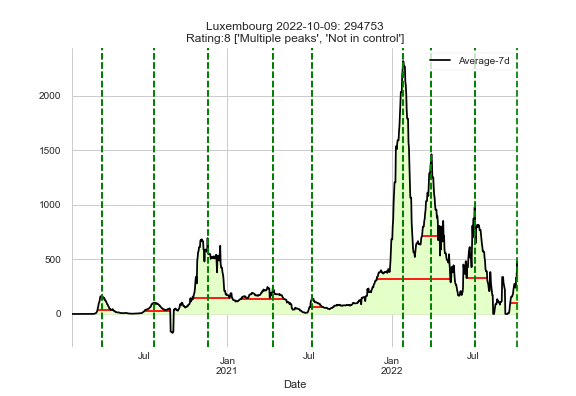 Luxembourg 2022-10-09: 294753
Rating:8 ['Multiple peaks', 'Not in control']
Average-7d
2000
1500
1000
500
0
Jul
Jan
2021
Jul
Jan
2022
Jul
Date